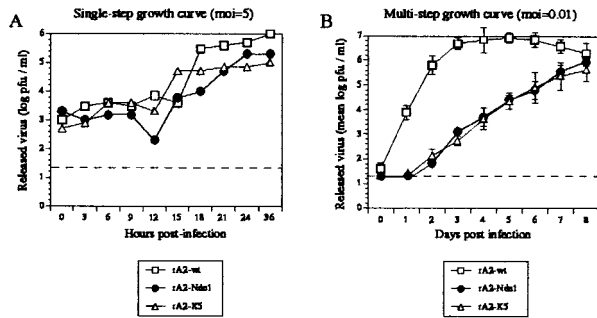 A
Single-step growth curve (moi=5)
Released virus (log pfu / ml)
6
5
4
3
2
1
0
0 3 6 9 12 15 18 21 24 36
Hours post-infection
rA2-wt
rA2-Nde1
rA2-K5
B
Multi-step growth curve (moi=0.01)
Released virus (mean log pfu / ml)
7
6
5
4
3
2
1
0
0 1 2 3 4 5 6 7 8
Days post infection
rA2-wt
rA2-Nde1
rA2-K5